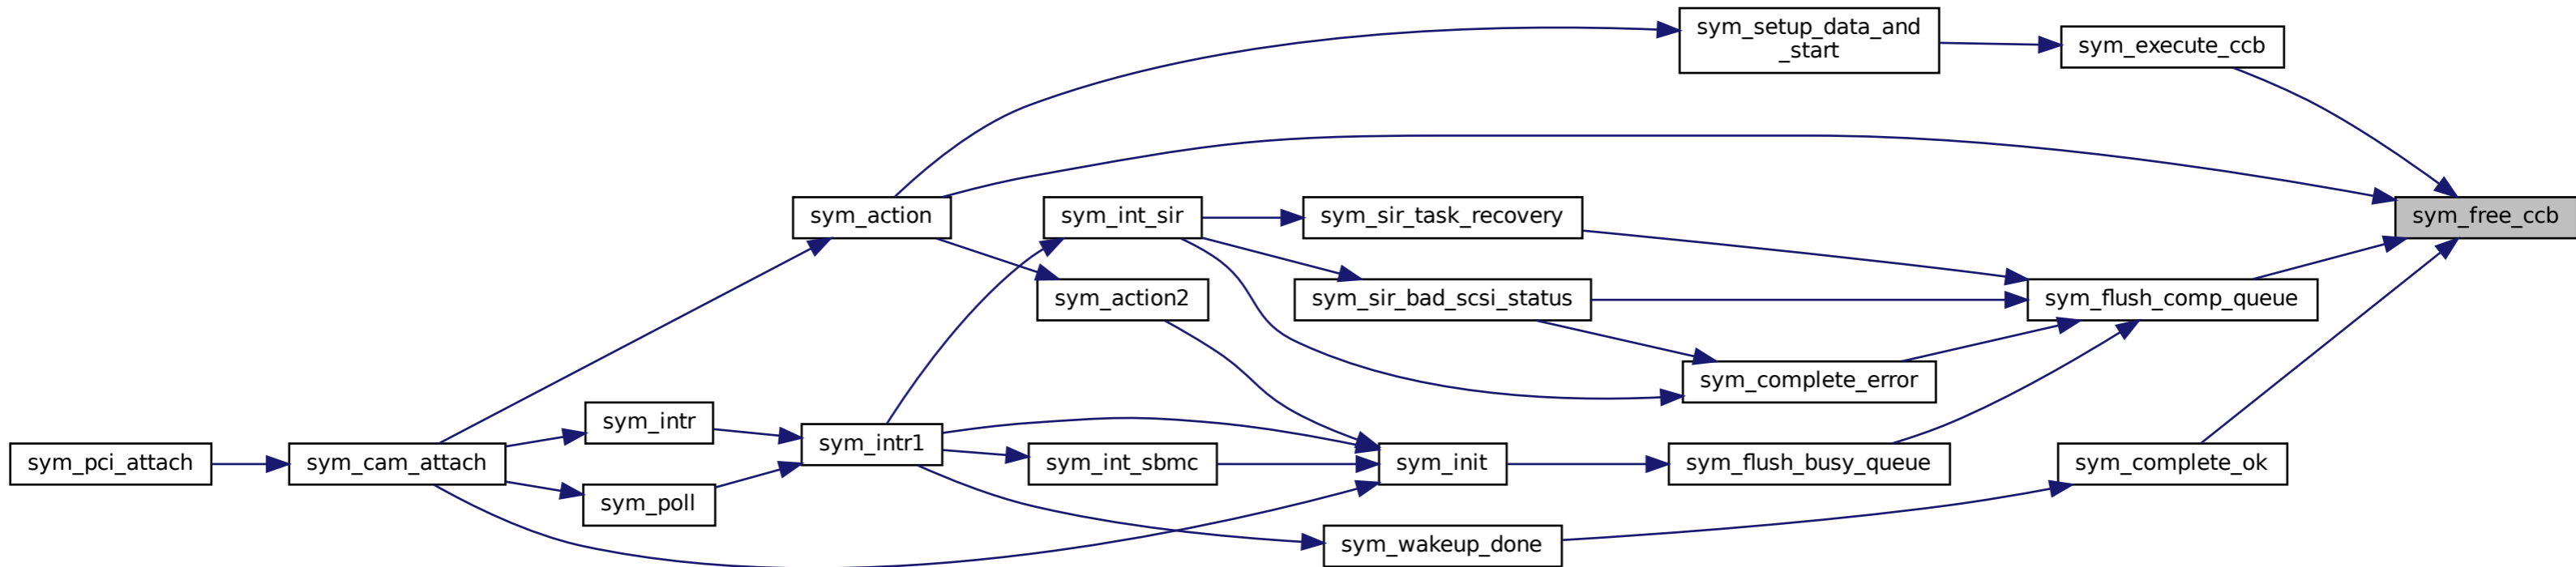 sym_setup_data_and
_start
sym_execute_ccb
sym_action
sym_int_sir
sym_sir_task_recovery
sym_free_ccb
sym_action2
sym_sir_bad_scsi_status
sym_flush_comp_queue
sym_complete_error
sym_intr
sym_intr1
sym_pci_attach
sym_cam_attach
sym_int_sbmc
sym_init
sym_flush_busy_queue
sym_complete_ok
sym_poll
sym_wakeup_done